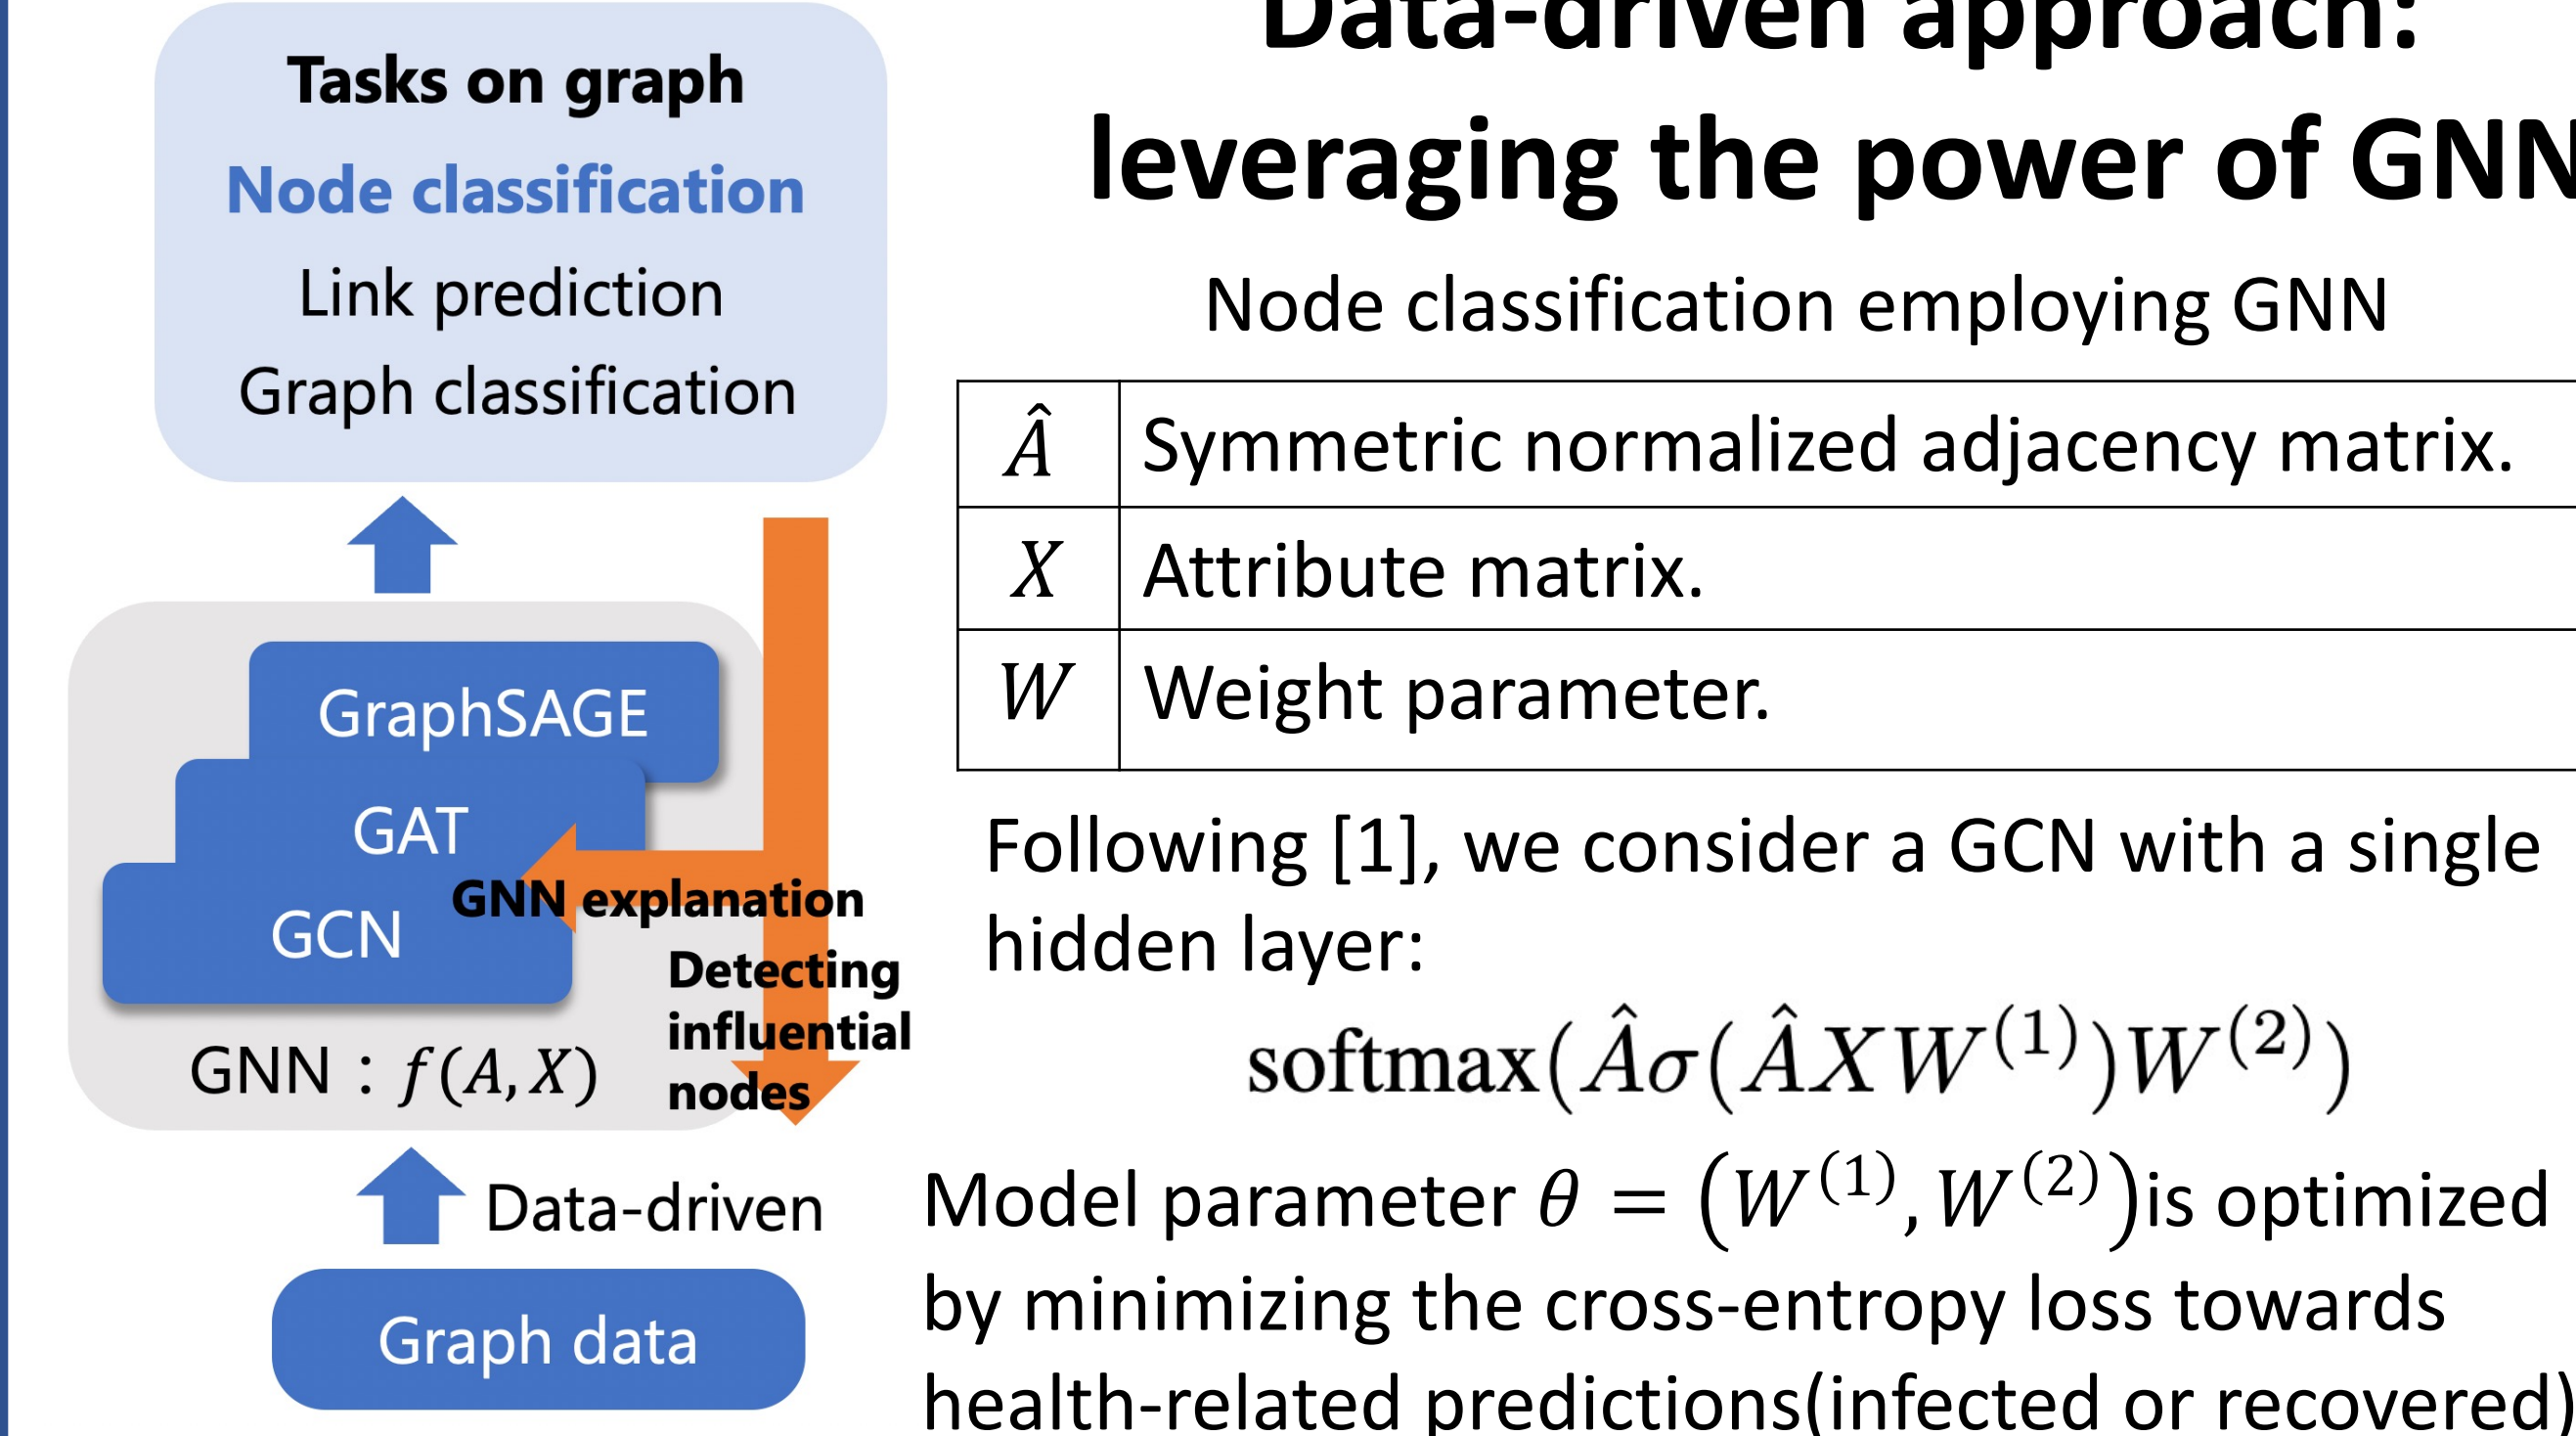 Tasks on graph
Node classification
Link prediction
Graph classification
GraphSAGE
GAT
GCN
GNN explanation
Detecting
influential
nodes
GNN : f(A, X)
Data-driven
Graph data
Data-driven approach:
leveraging the power of GNN
Node classification employing GNN
Â Symmetric normalized adjacency matrix.
X Attribute matrix.
W Weight parameter.
Following [1], we consider a GCN with a single
hidden layer:
softmax(Âσ(ÂXW⁽¹⁾)W⁽²⁾)
Model parameter θ = (W⁽¹⁾, W⁽²⁾)is optimized
by minimizing the cross-entropy loss towards
health-related predictions(infected or recovered)